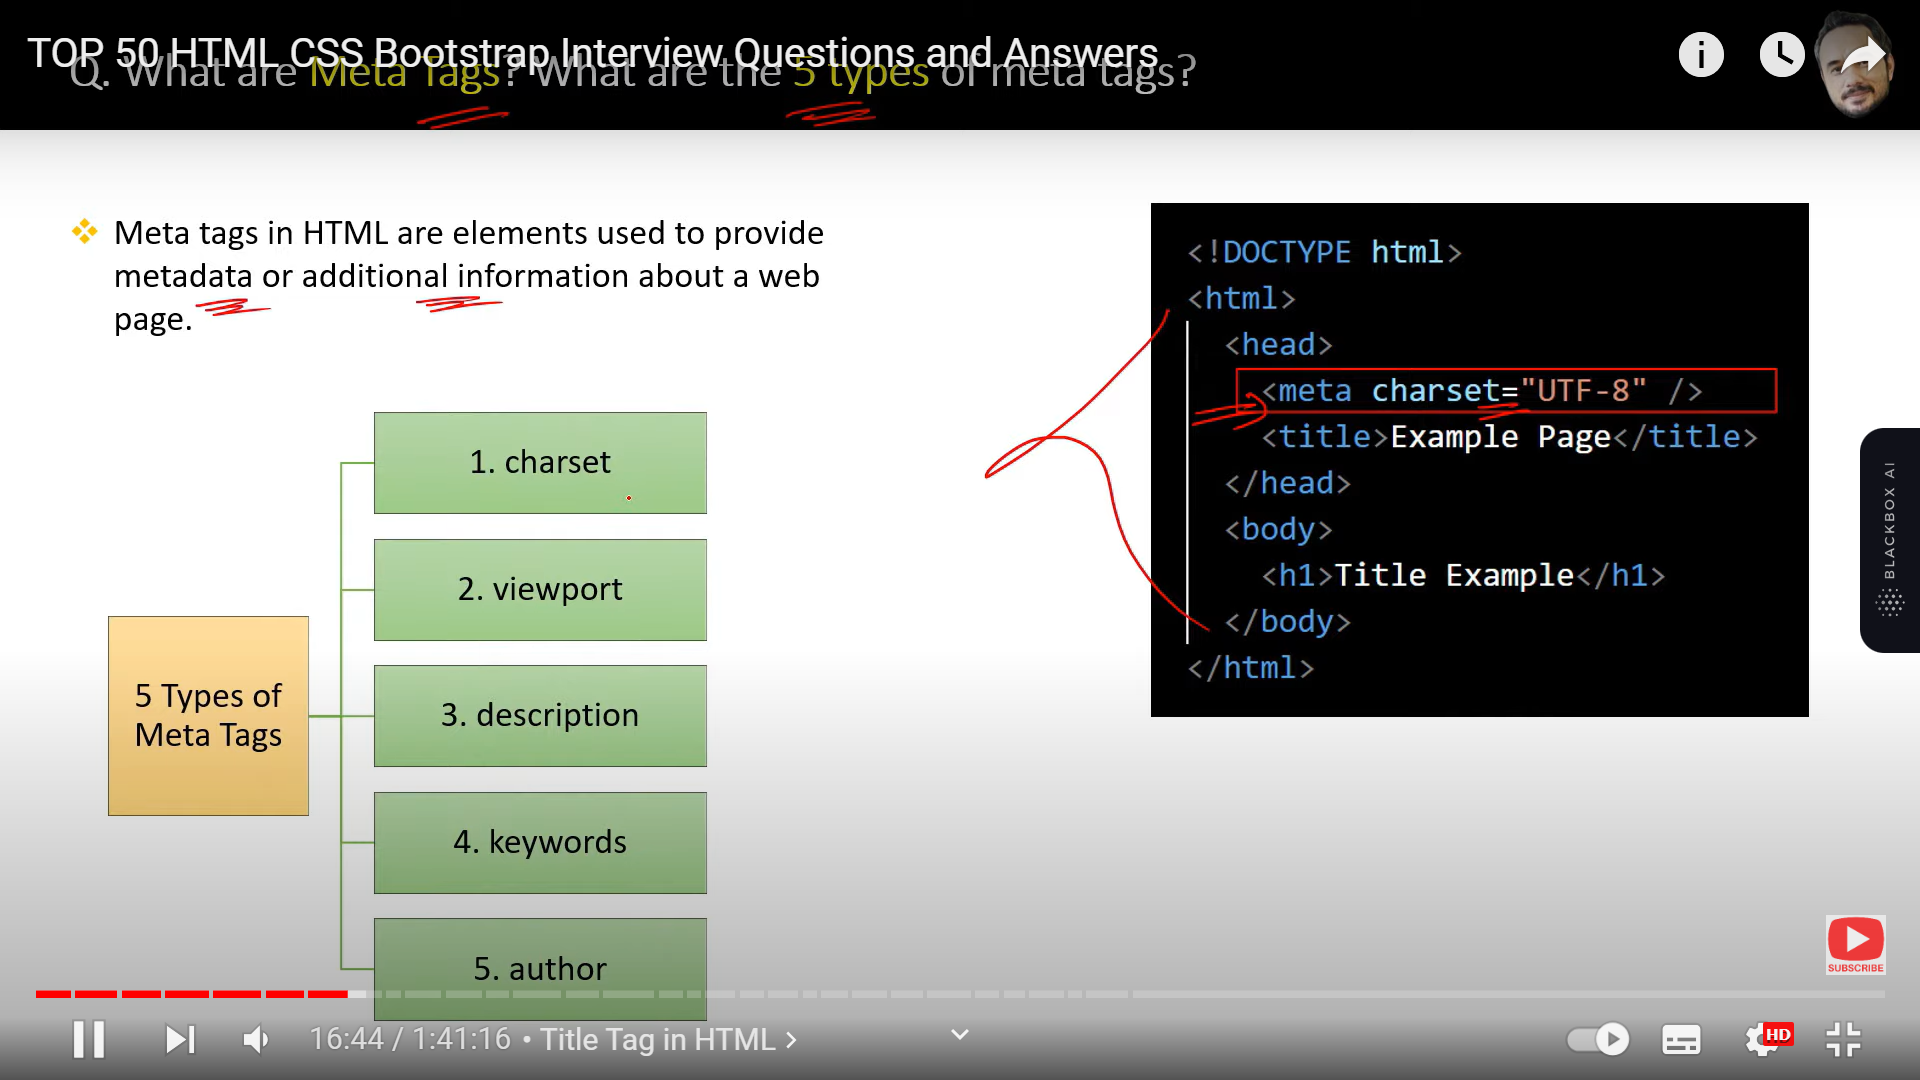 TOP 50 HTML CSS Bootstrap Interview Questions and Answers
Q. What are Meta Tags? What are the 5 types of meta tags?
Meta tags in HTML are elements used to provide
metadata or additional information about a web
page.
5 Types of
Meta Tags
1. charset
2. viewport
3. description
4. keywords
5. author
<!DOCTYPE html>
<html>
<head>
<meta charset="UTF-8" />
<title>Example Page</title>
</head>
<body>
<h1>Title Example</h1>
</body>
</html>
BLACKBOX AI
SUBSCRIBE
16:44 / 1:41:16 • Title Tag in HTML >
HD